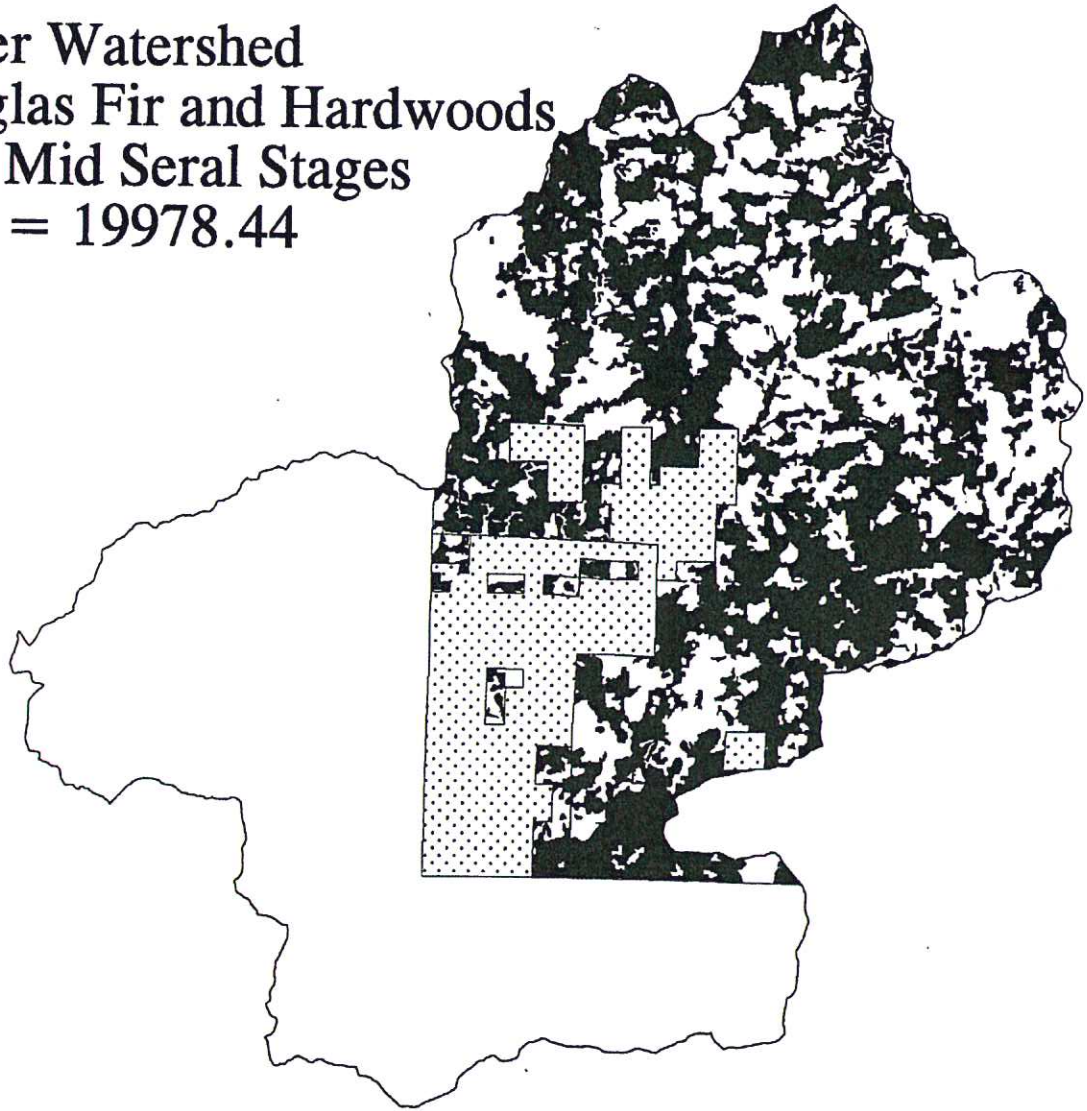 er Watershed
glas Fir and Hardwoods
Mid Seral Stages
= 19978.44